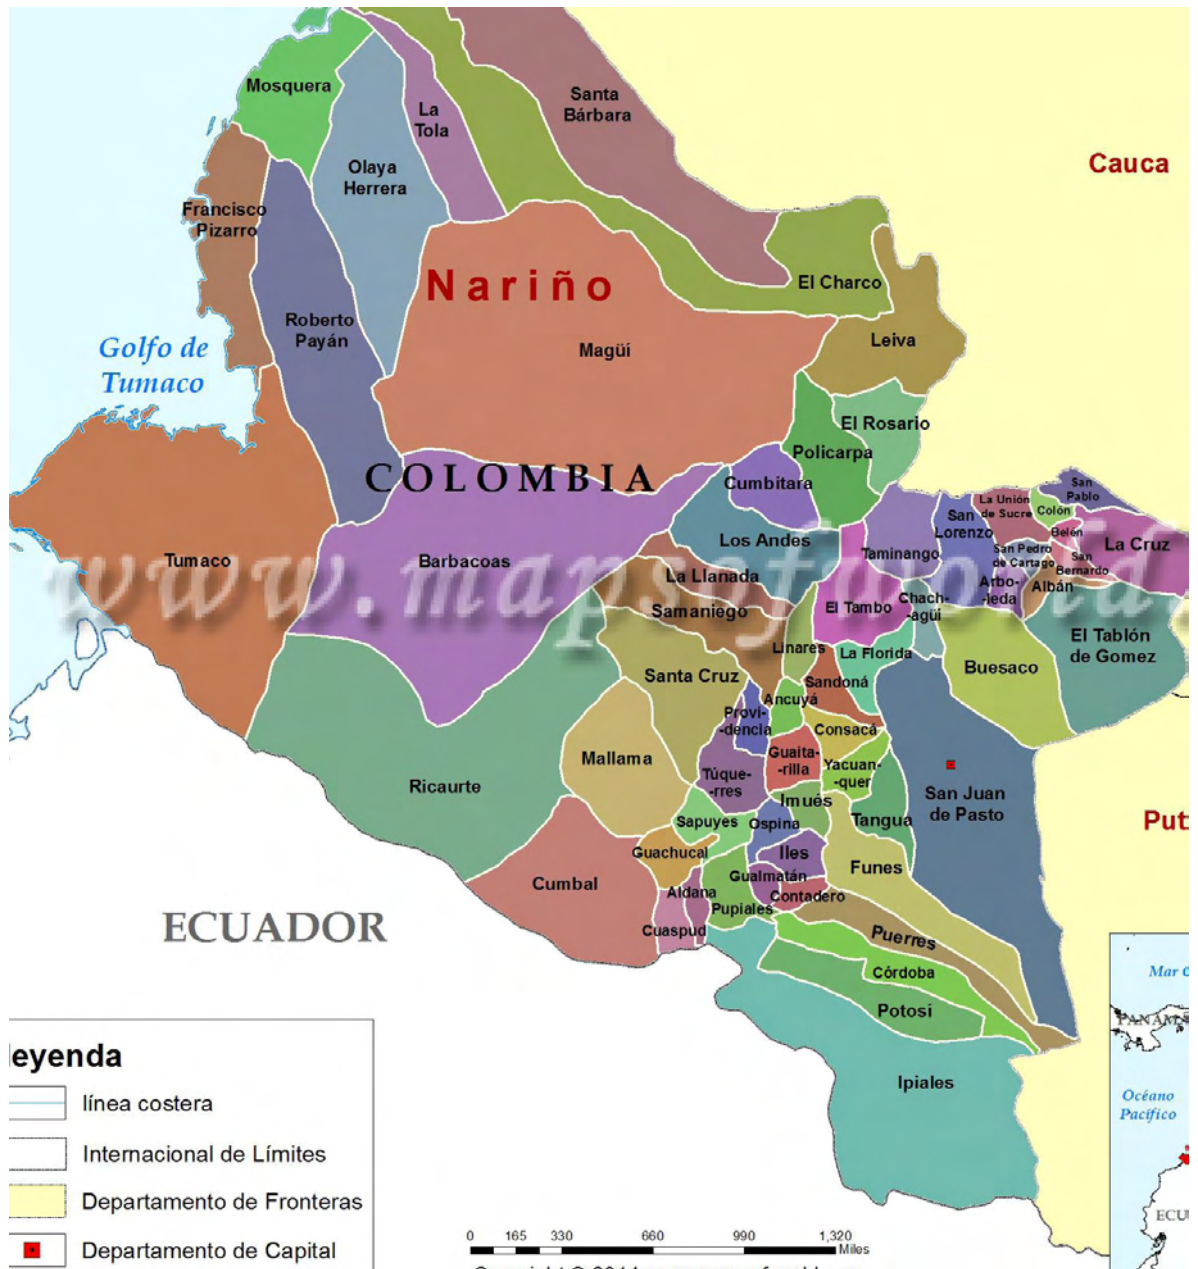 Mosquera
Santa
Bárbara
La
Tola
Cauca
Olaya
Herrera
Francisco
Pizarro
Nariño
El Charco
Roberto
Payán
Golfo de
Tumaco
Magüí
Leiva
El Rosario
Policarpa
COLOMBIA
Cumbitara
San
Pablo
La Unión
de Sucre
Colón
San
Lorenzo
Belén
La Cruz
Tumaco
Barbacoas
Los Andes
Taminango
San Pedro
de Cartago
San
Bernardo
www.mapsofworld.
La Llanada
Samaniego
El Tambo
Chach-
-agüí
Arbo-
-leda
Albán
El Tablón
de Gomez
Linares
La Florida
Buesaco
Santa Cruz
Sandoná
Ancuyá
Provi-
-dencia
Consacá
Mallama
Guaita-
-rilla
Yacuan-
-quer
Túque-
-rres
Ricaurte
San Juan
de Pasto
Imués
Sapuyes
Ospina
Tangua
Put
Guachucal
Iles
Funes
Cumbal
Gualmatán
Aldana
Contadero
Pupiales
Cuaspud
Puerres
ECUADOR
Córdoba
Potosí
Ipiales
Mar C
PANAMÁ
Océano
Pacífico
ECU
leyenda
línea costera
Internacional de Límites
Departamento de Fronteras
Departamento de Capital
0 165 330 660 990 1,320
Miles